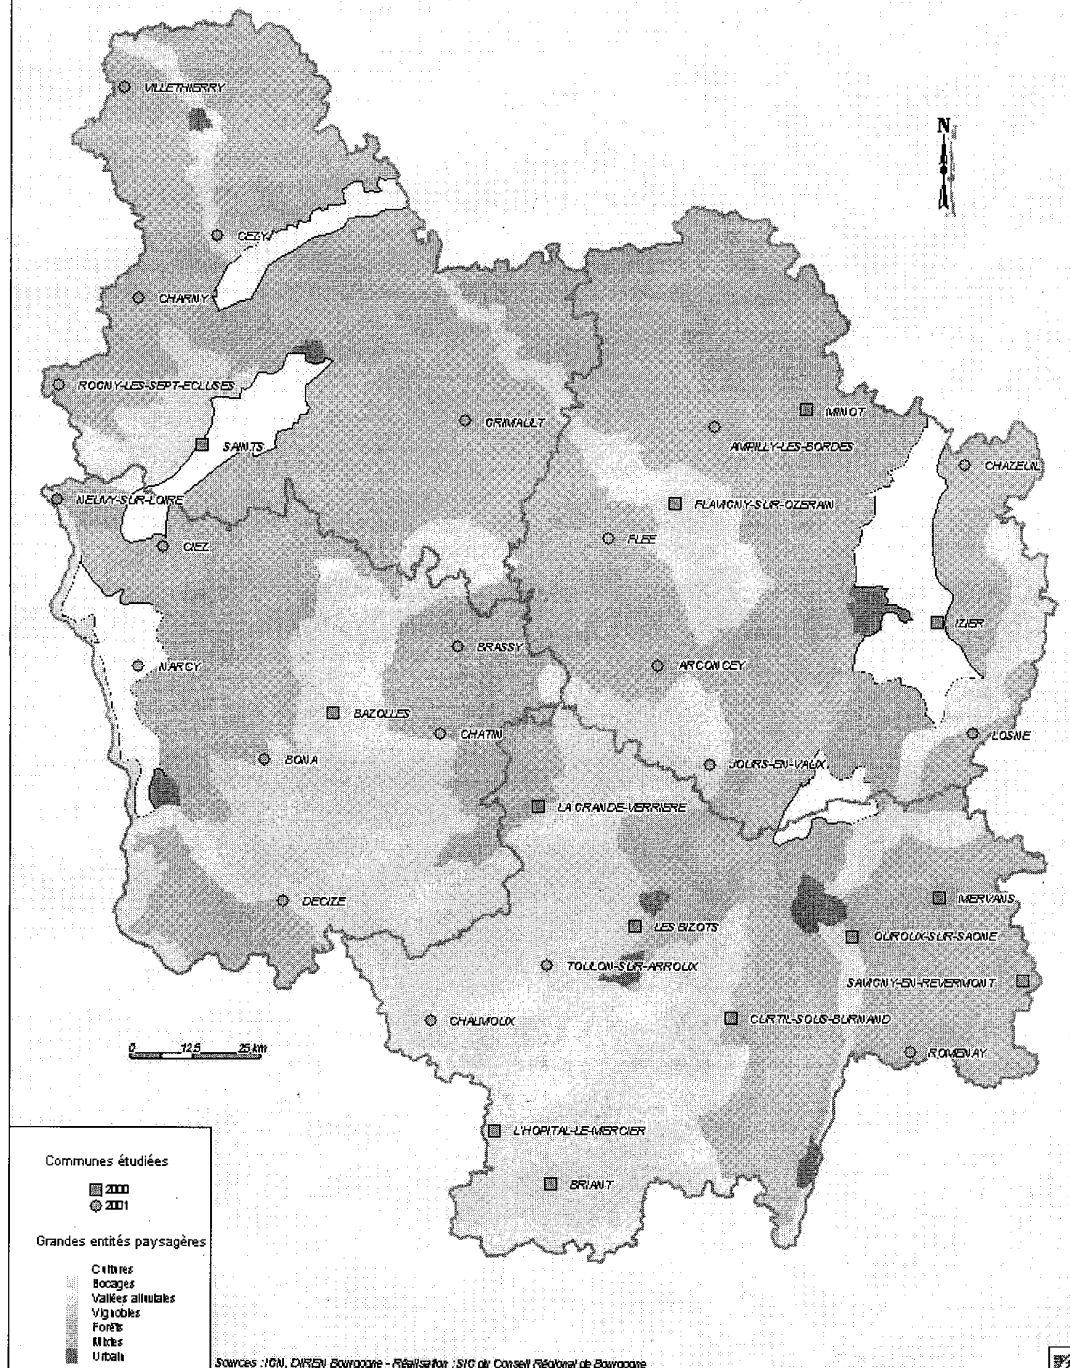 VILLETHIERRY
N
CEZY
CHARNY
ROGNY-LES-SEPT-ECLUSES
GRIMAULT
MINOT
SAINTS
AMPILLY-LES-BORDES
CHAZEUIL
NEUVY-SUR-LOIRE
FLAVIGNY-SUR-OZERAIN
CIEZ
FLEE
IZIER
BRASSY
NARCY
ARCONCEY
BAZOLLES
CHATIN
LOSNE
BONA
JOURS-EN-VAUX
LA GRANDE-VERRIERE
DECIZE
MERVANS
LES BIZOTS
OUROUX-SUR-SAONE
TOULON-SUR-ARROUX
SAVIGNY-EN-REVERMONT
CHALMOUX
CURTIL-SOUS-BURNAND
0 12.5 25 km
ROMENAY
L'HOPITAL-LE-MERCIER
BRIANT
Communes étudiées
2000
2001
Grandes entités paysagères
Cultures
Bocages
Vallées alluviales
Vignobles
Forêts
Mixtes
Urbain
Sources : IGN, DIREN Bourgogne - Réalisation : SIG du Conseil Régional de Bourgogne